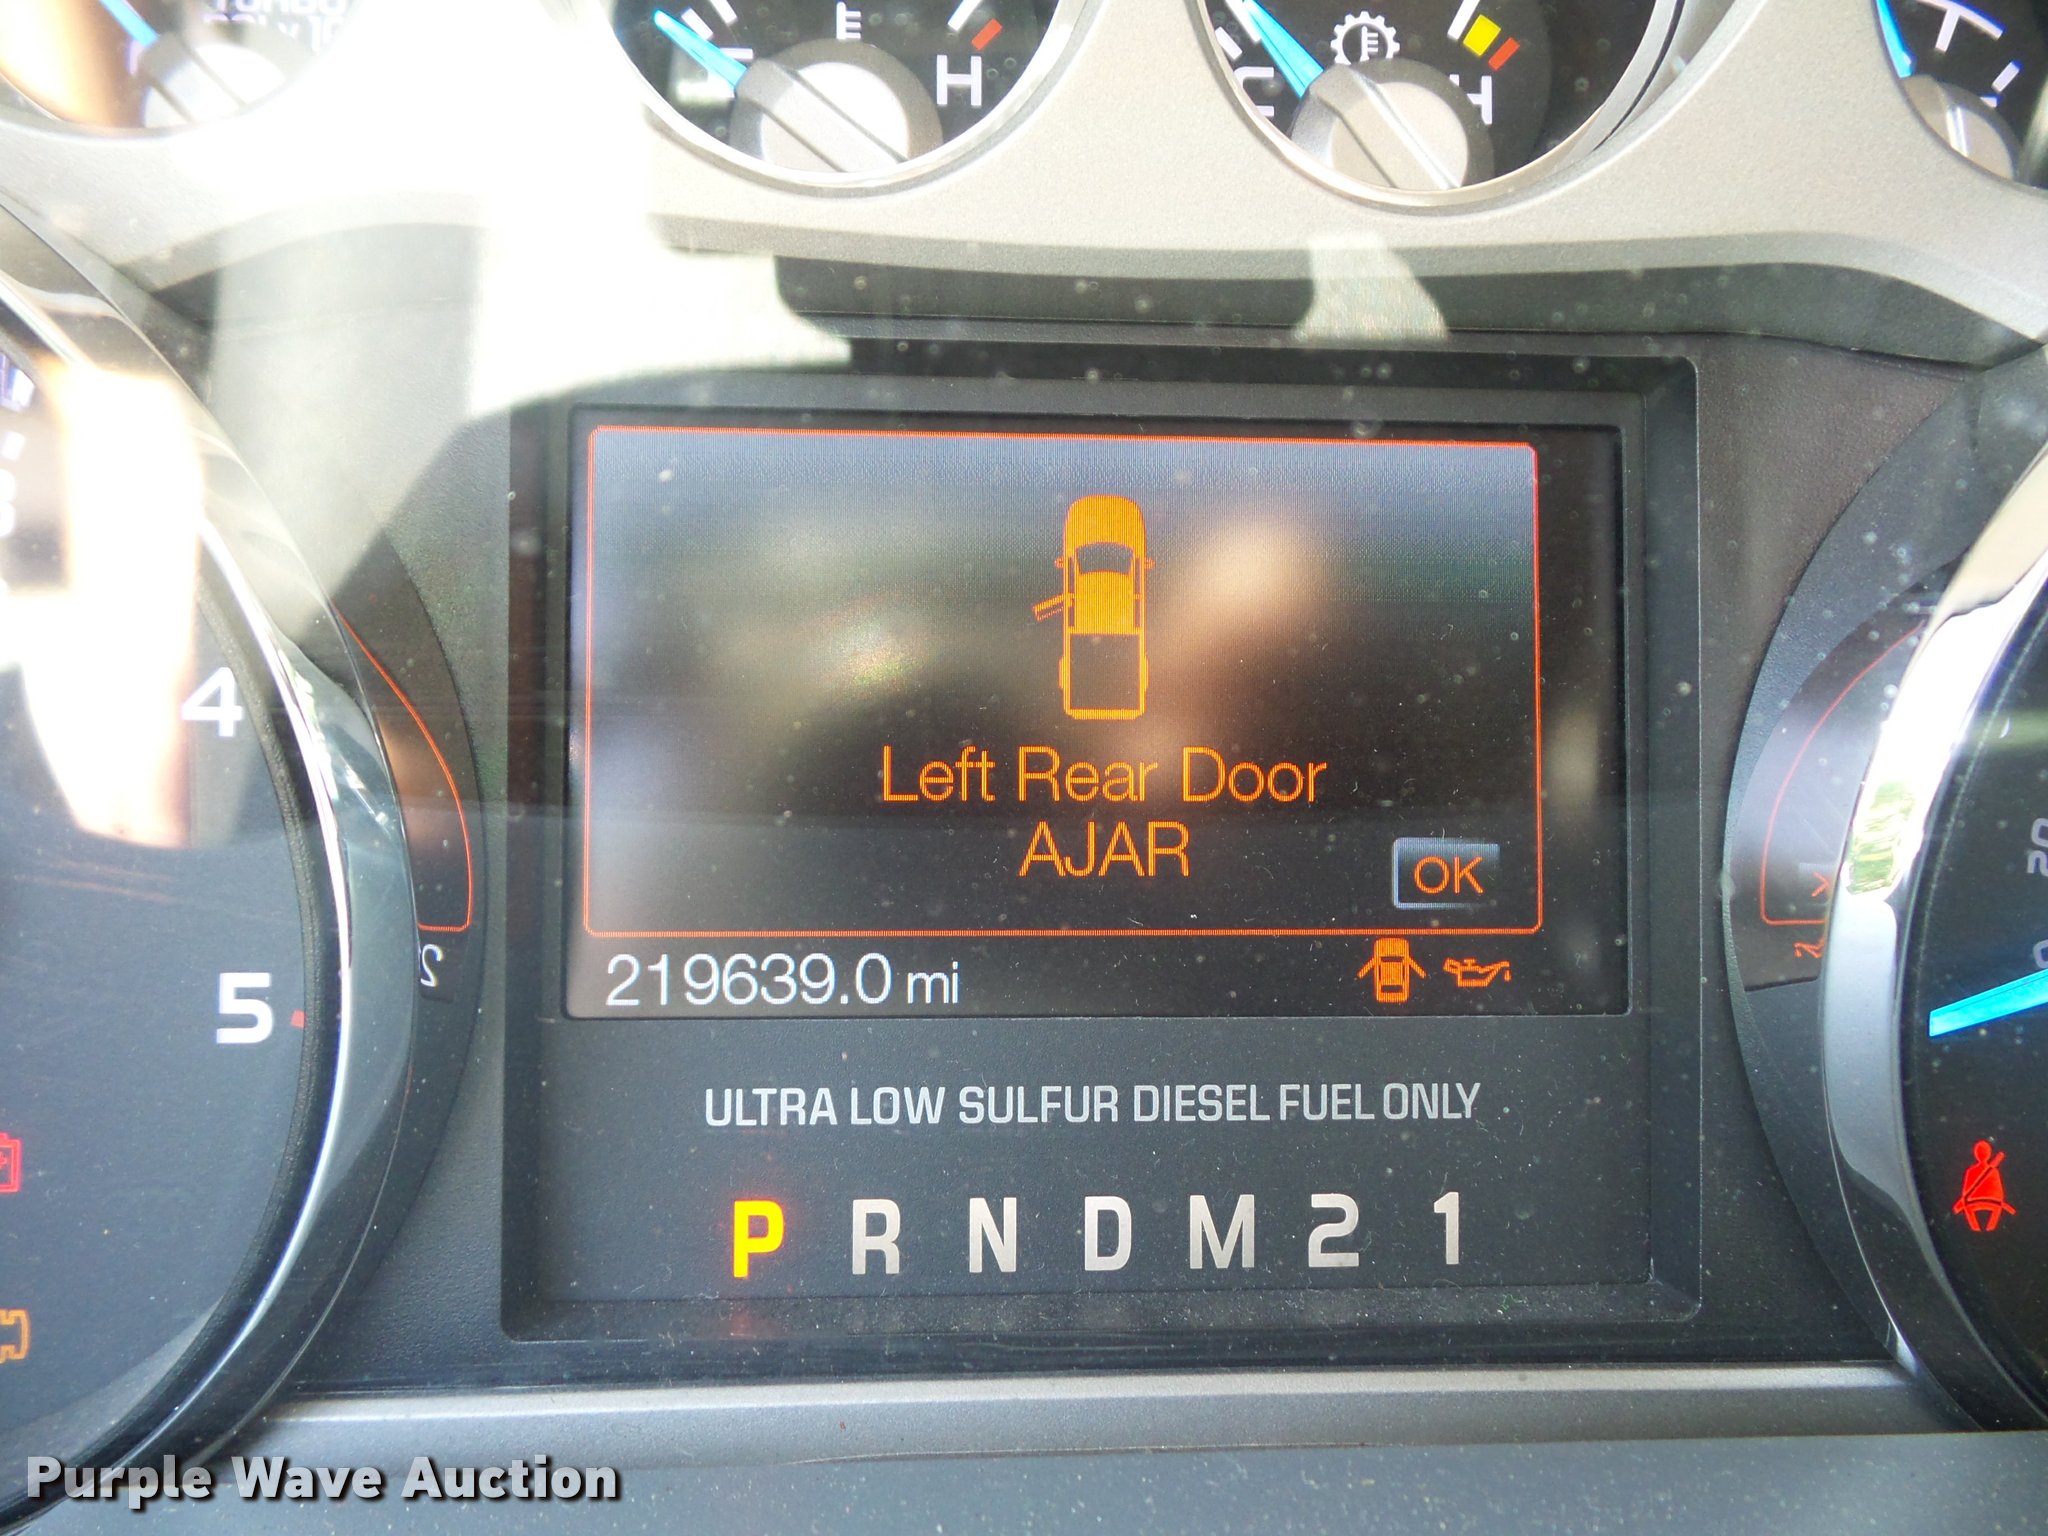 H
H
4
5
Left Rear Door
AJAR
OK
219639.0 mi
2
ULTRA LOW SULFUR DIESEL FUEL ONLY
P R N D M 2 1
Purple Wave Auction